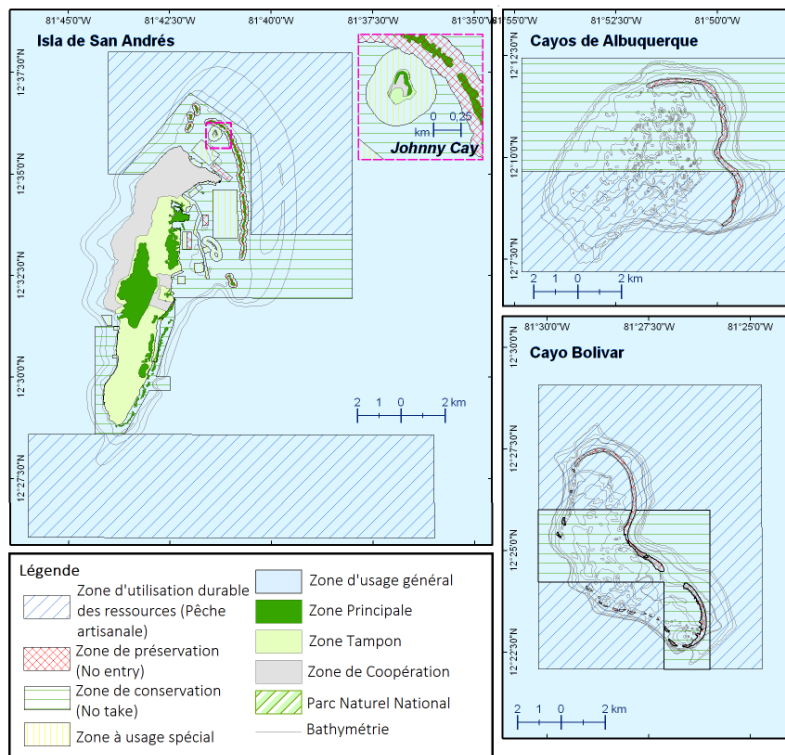 81°45'0"W 81°42'30"W 81°40'0"W 81°37'30"W 81°35'0"W
Isla de San Andrés
12°37'30"N
12°35'0"N
12°32'30"N
12°30'0"N
12°27'30"N
0 0,25
km
Johnny Cay
2 1 0 2 km
81°55'0"W 81°52'30"W 81°50'0"W
Cayos de Albuquerque
12°12'30"N
12°10'0"N
12°7'30"N
2 1 0 2 km
81°30'0"W 81°27'30"W 81°25'0"W
Cayo Bolivar
12°30'0"N
12°27'30"N
12°25'0"N
12°22'30"N
2 1 0 2 km
Légende
Zone d'utilisation durable
des ressources (Pêche
artisanale)
Zone de préservation
(No entry)
Zone de conservation
(No take)
Zone à usage spécial
Zone d'usage général
Zone Principale
Zone Tampon
Zone de Coopération
Parc Naturel National
Bathymétrie